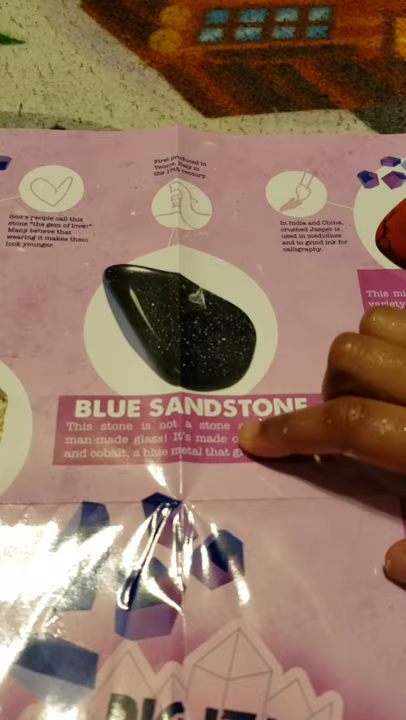 First produced in
Venice, Italy in
the 17th century.
Some people call this
stone "the gem of love!"
Many believe that
wearing it makes them
look younger.
In India and China,
crushed Jasper is
used in medicines
and to grind ink for
calligraphy.
This mi
variety
BLUE SANDSTONE
This stone is not a stone
man-made glass! It's made
and cobalt, a blue metal that
DIG IT